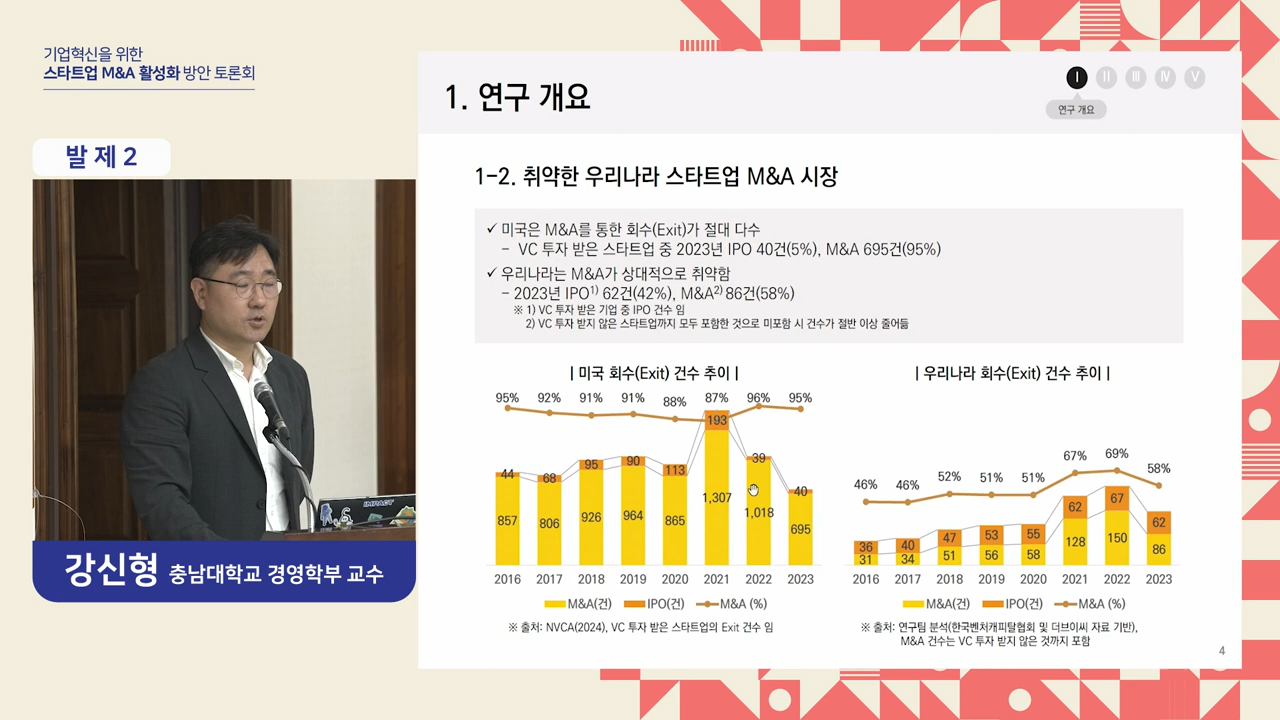 기업혁신을 위한
스타트업 M&A 활성화 방안 토론회
발 제 2
IMPACT
강신형 충남대학교 경영학부 교수
1. 연구 개요
Ⅰ Ⅱ Ⅲ Ⅳ Ⅴ
연구 개요
1-2. 취약한 우리나라 스타트업 M&A 시장
✓ 미국은 M&A를 통한 회수(Exit)가 절대 다수
- VC 투자 받은 스타트업 중 2023년 IPO 40건(5%), M&A 695건(95%)
✓ 우리나라는 M&A가 상대적으로 취약함
- 2023년 IPO1) 62건(42%), M&A2) 86건(58%)
※ 1) VC 투자 받은 기업 중 IPO 건수 임
2) VC 투자 받지 않은 스타트업까지 모두 포함한 것으로 미포함 시 건수가 절반 이상 줄어듦
| 미국 회수(Exit) 건수 추이 |
95% 92% 91% 91% 88% 87% 96% 95%
44 68 95 90 113 193 39 40
857 806 926 964 865 1,307 1,018 695
2016 2017 2018 2019 2020 2021 2022 2023
M&A(건) IPO(건) M&A (%)
※ 출처: NVCA(2024), VC 투자 받은 스타트업의 Exit 건수 임
| 우리나라 회수(Exit) 건수 추이 |
46% 46% 52% 51% 51% 67% 69% 58%
36 40 47 53 55 62 67 62
31 34 51 56 58 128 150 86
2016 2017 2018 2019 2020 2021 2022 2023
M&A(건) IPO(건) M&A (%)
※ 출처: 연구팀 분석(한국벤처캐피탈협회 및 더브이씨 자료 기반),
M&A 건수는 VC 투자 받지 않은 것까지 포함
4